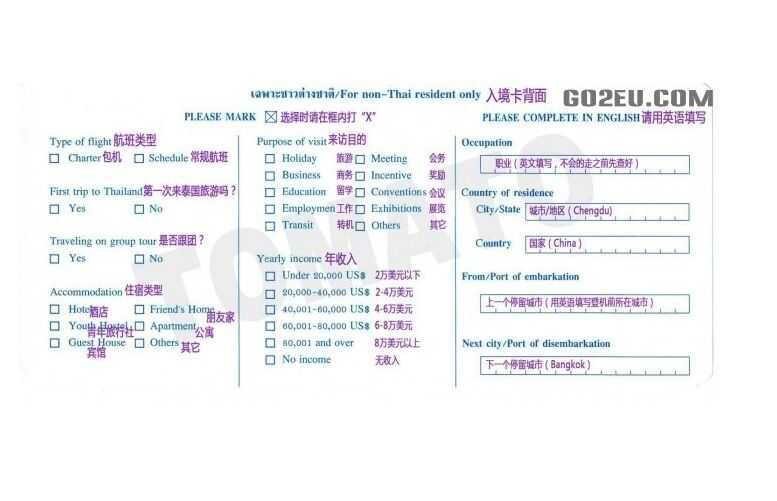 เฉพาะชาวต่างชาติ/For non-Thai resident only 入境卡背面 GO2EU.COM
PLEASE MARK ☒ 选择时请在框内打“X”
PLEASE COMPLETE IN ENGLISH 请用英语填写
Type of flight 航班类型
☐ Charter 包机 ☐ Schedule 常规航班
First trip to Thailand 第一次来泰国旅游吗?
☐ Yes ☐ No
Traveling on group tour 是否跟团?
☐ Yes ☐ No
Accommodation 住宿类型
☐ Hotel 酒店 ☐ Friend's Home 朋友家
☐ Youth Hostel 青年旅行社 ☐ Apartment 公寓
☐ Guest House 宾馆 ☐ Others 其它
Purpose of visit 来访目的
☐ Holiday 旅游 ☐ Meeting 会务
☐ Business 商务 ☐ Incentive 奖励
☐ Education 留学 ☐ Conventions 会议
☐ Employmen 工作 ☐ Exhibitions 展览
☐ Transit 转机 ☐ Others 其它
Yearly income 年收入
☐ Under 20,000 US$ 2万美元以下
☐ 20,000-40,000 US$ 2-4万美元
☐ 40,001-60,000 US$ 4-6万美元
☐ 60,001-80,000 US$ 6-8万美元
☐ 80,001 and over 8万美元以上
☐ No income 无收入
Occupation
职业(英文填写,不会的走之前先查好)
Country of residence
City/State 城市/地区(Chengdu)
Country 国家(China)
From/Port of embarkation
上一个停留城市(用英语填写登机前所在城市)
Next city/Port of disembarkation
下一个停留城市(Bangkok)
TOMATO